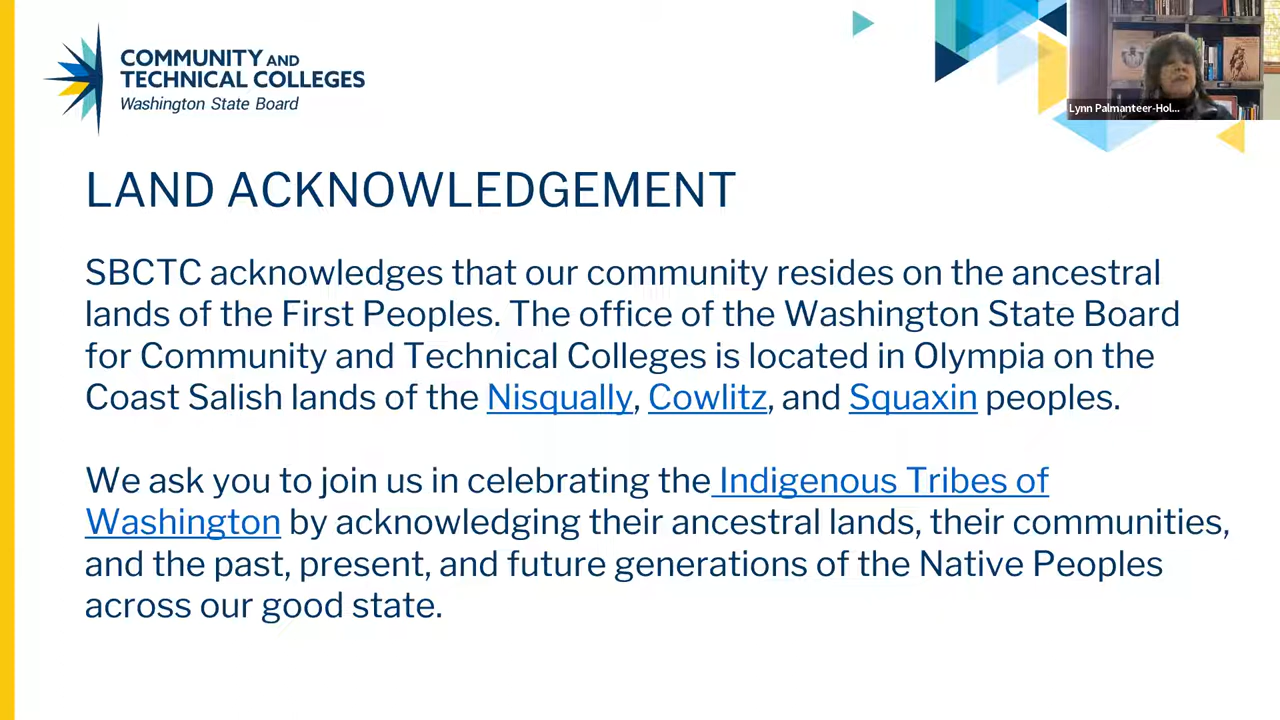 COMMUNITY AND
TECHNICAL COLLEGES
Washington State Board
Lynn Palmanteer-Hol...
LAND ACKNOWLEDGEMENT
SBCTC acknowledges that our community resides on the ancestral
lands of the First Peoples. The office of the Washington State Board
for Community and Technical Colleges is located in Olympia on the
Coast Salish lands of the Nisqually, Cowlitz, and Squaxin peoples.
We ask you to join us in celebrating the Indigenous Tribes of
Washington by acknowledging their ancestral lands, their communities,
and the past, present, and future generations of the Native Peoples
across our good state.